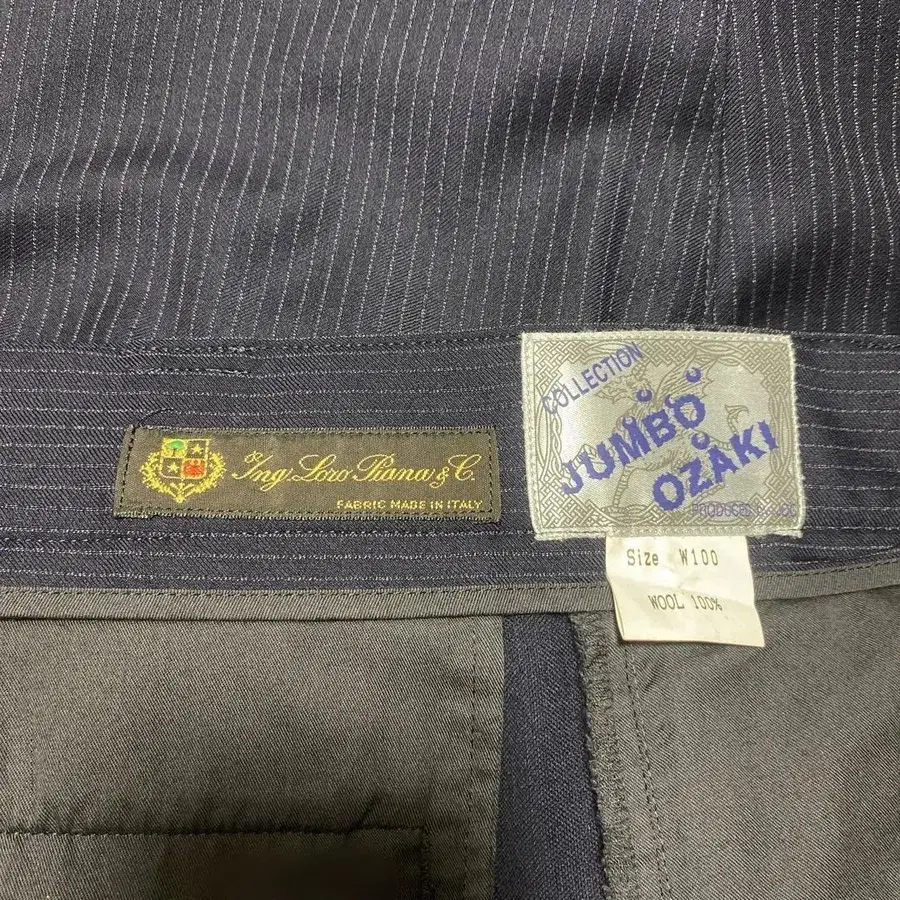 Ing. Loro Piana & C.
FABRIC MADE IN ITALY
COLLECTION
JUMBO
OZAKI
Size W100
WOOL 100%